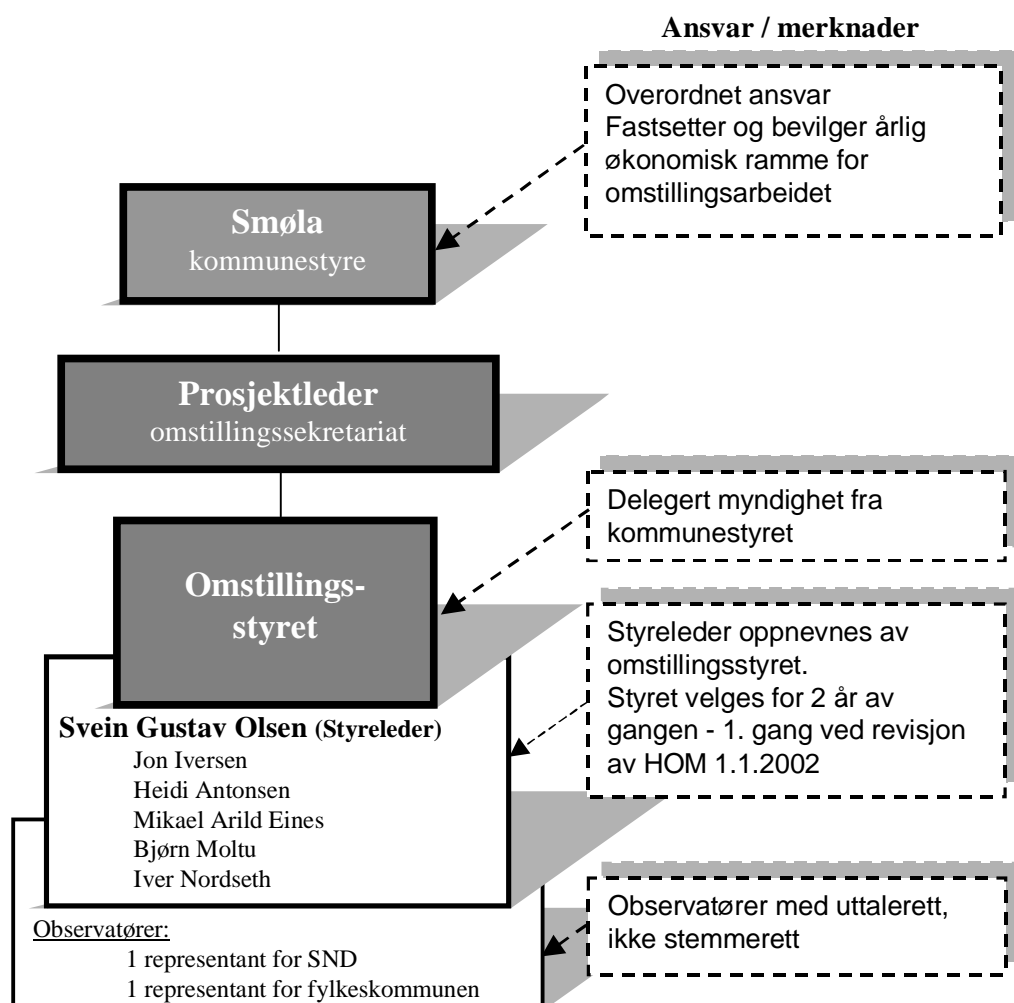 Ansvar / merknader
Overordnet ansvar
Fastsetter og bevilger årlig
økonomisk ramme for
omstillingsarbeidet
Smøla
kommunestyre
Prosjektleder
omstillingssekretariat
Delegert myndighet fra
kommunestyret
Omstillings-
styret
Styreleder oppnevnes av
omstillingsstyret.
Styret velges for 2 år av
gangen - 1. gang ved revisjon
av HOM 1.1.2002
Svein Gustav Olsen (Styreleder)
Jon Iversen
Heidi Antonsen
Mikael Arild Eines
Bjørn Moltu
Iver Nordseth
Observatører med uttalerett,
ikke stemmerett
Observatører:
1 representant for SND
1 representant for fylkeskommunen